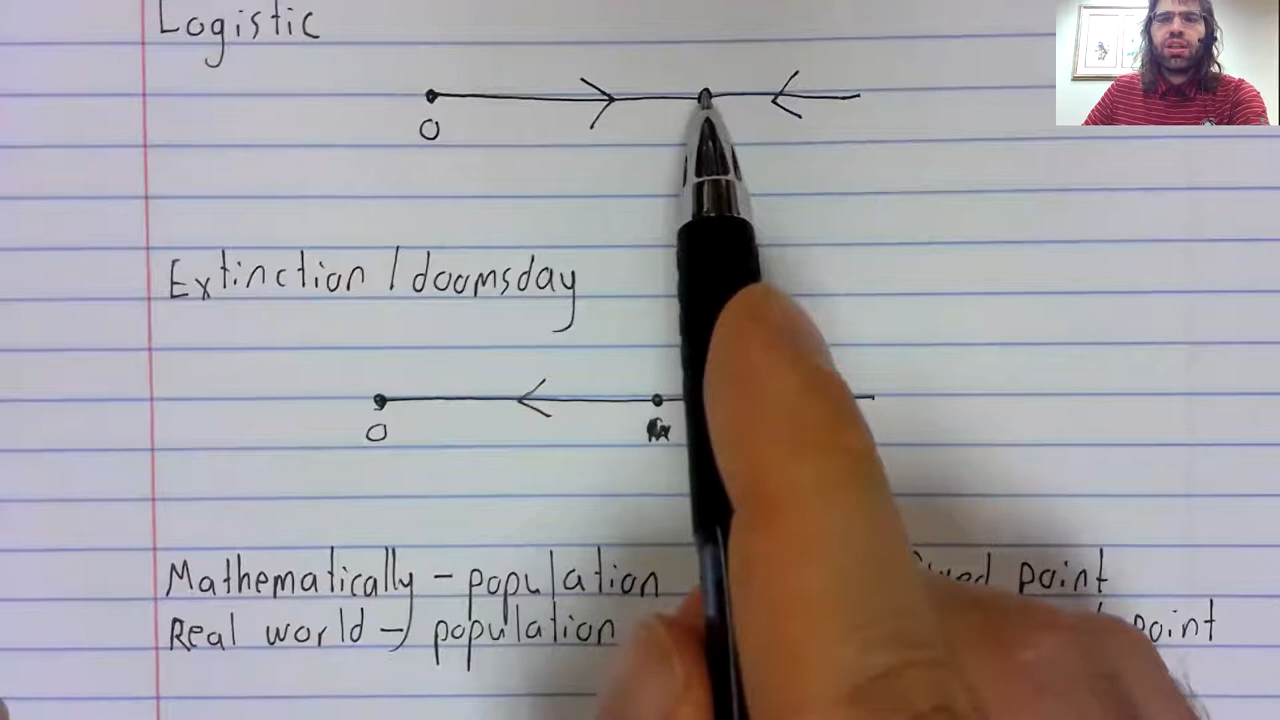 Logistic
0
Extinction / doomsday
0
Mathematically - population point
Real world - population point